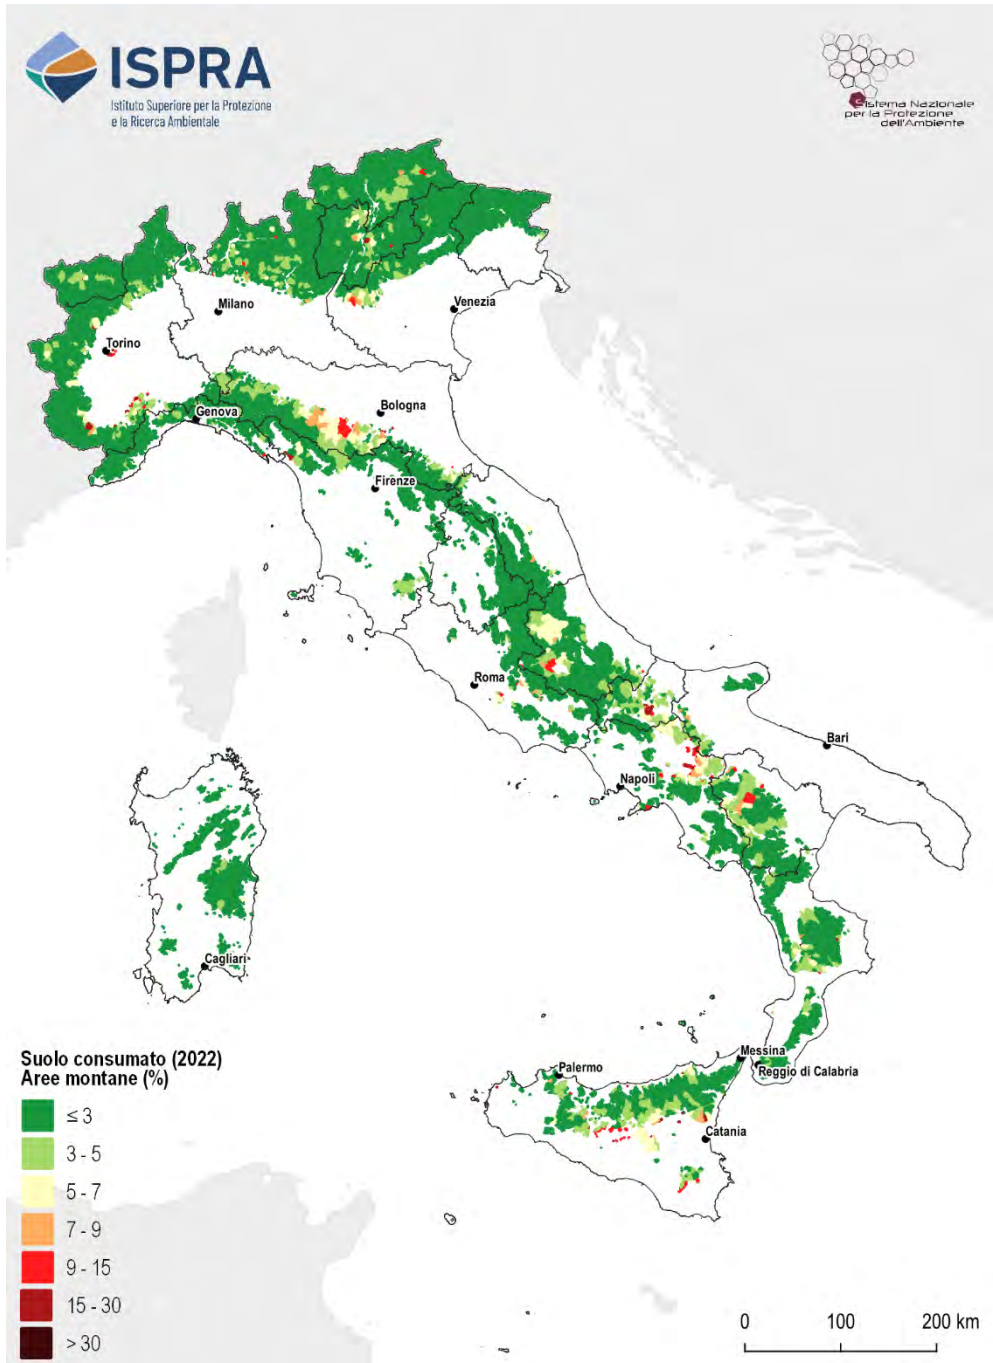 ISPRA
Istituto Superiore per la Protezione
e la Ricerca Ambientale
Sistema Nazionale
per la Protezione
dell'Ambiente
Milano
Venezia
Torino
Genova
Bologna
Firenze
Roma
Bari
Napoli
Cagliari
Messina
Reggio di Calabria
Palermo
Catania
Suolo consumato (2022)
Aree montane (%)
≤ 3
3 - 5
5 - 7
7 - 9
9 - 15
15 - 30
> 30
0 100 200 km